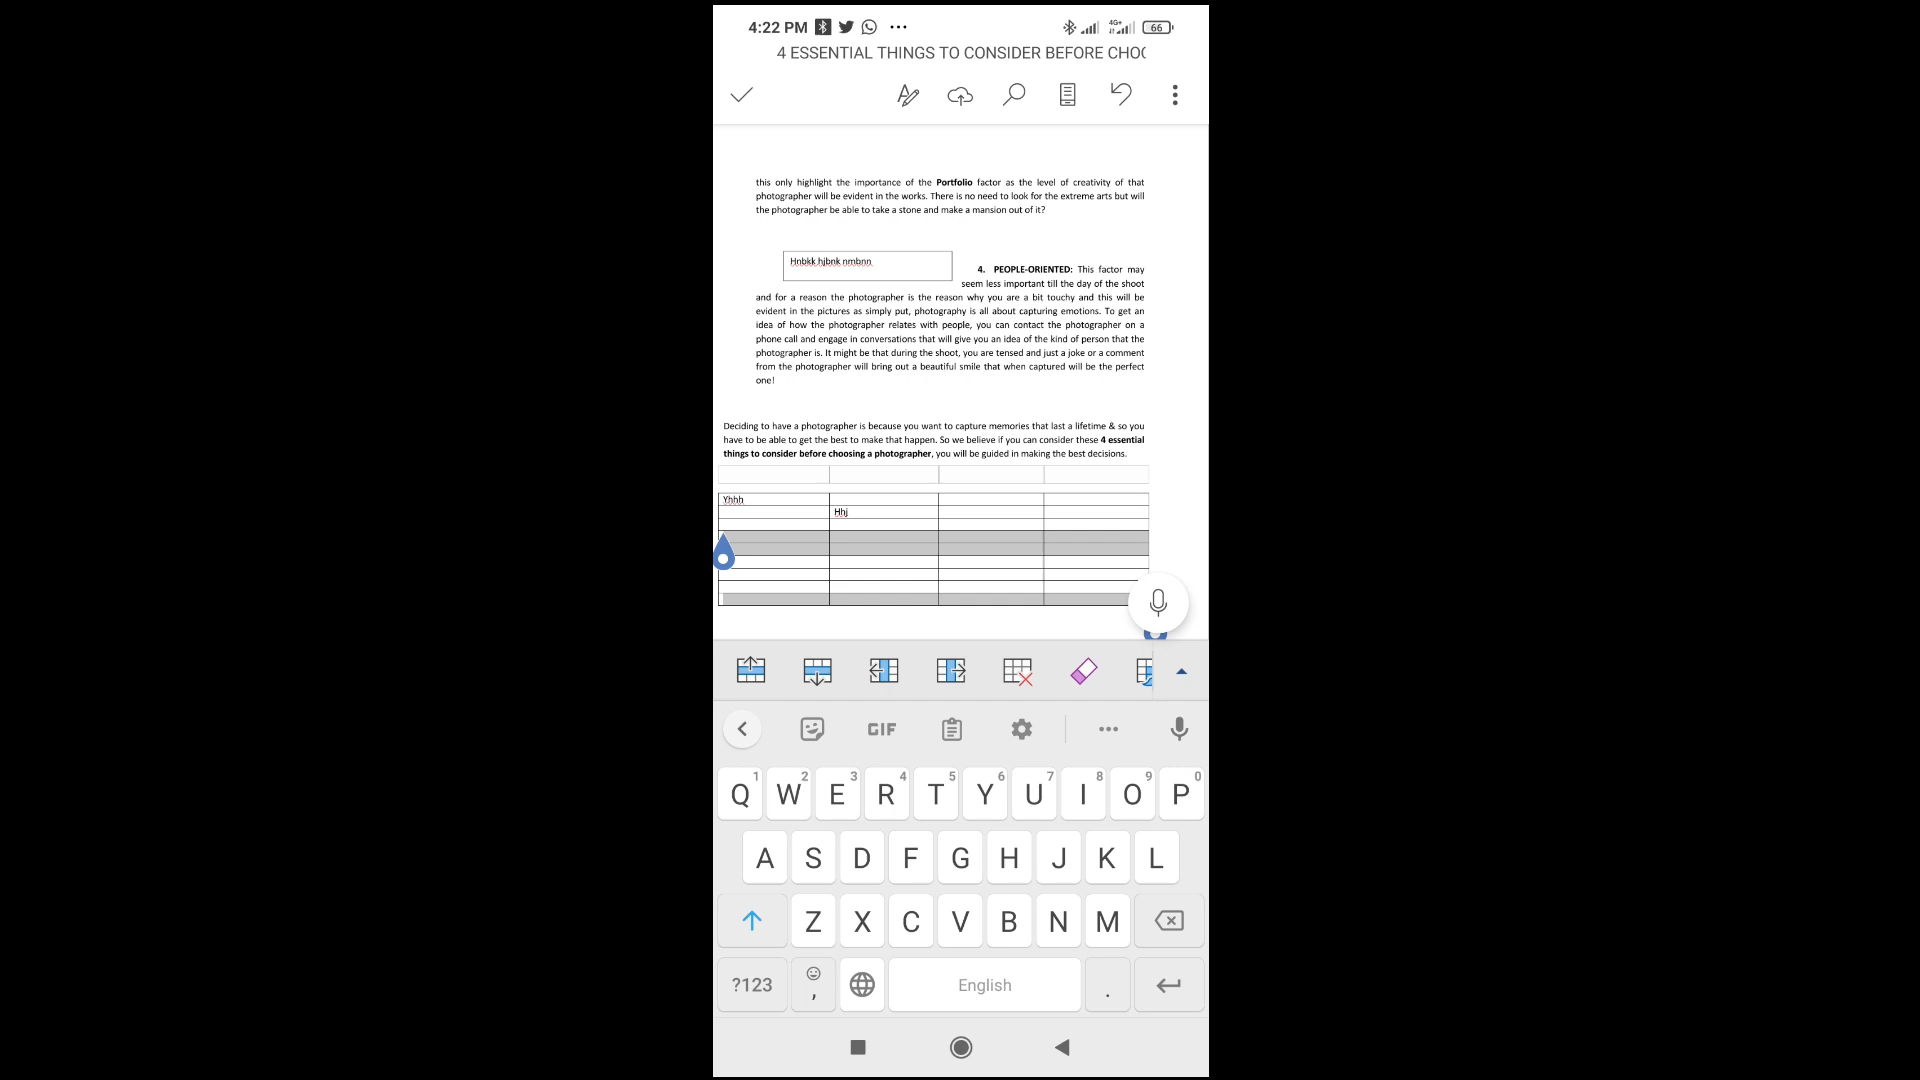 4:22 PM
4G+
66
4 ESSENTIAL THINGS TO CONSIDER BEFORE CHOO
this only highlight the importance of the Portfolio factor as the level of creativity of that
photographer will be evident in the works. There is no need to look for the extreme arts but will
the photographer be able to take a stone and make a mansion out of it?
Hnbkk hjbnk nmbnn
4. PEOPLE-ORIENTED: This factor may
seem less important till the day of the shoot
and for a reason the photographer is the reason why you are a bit touchy and this will be
evident in the pictures as simply put, photography is all about capturing emotions. To get an
idea of how the photographer relates with people, you can contact the photographer on a
phone call and engage in conversations that will give you an idea of the kind of person that the
photographer is. It might be that during the shoot, you are tensed and just a joke or a comment
from the photographer will bring out a beautiful smile that when captured will be the perfect
one!
Deciding to have a photographer is because you want to capture memories that last a lifetime & so you
have to be able to get the best to make that happen. So we believe if you can consider these 4 essential
things to consider before choosing a photographer, you will be guided in making the best decisions.
Yhhh
Hhj
GIF
1 2 3 4 5 6 7 8 9 0
Q W E R T Y U I O P
A S D F G H J K L
Z X C V B N M
?123 , English .